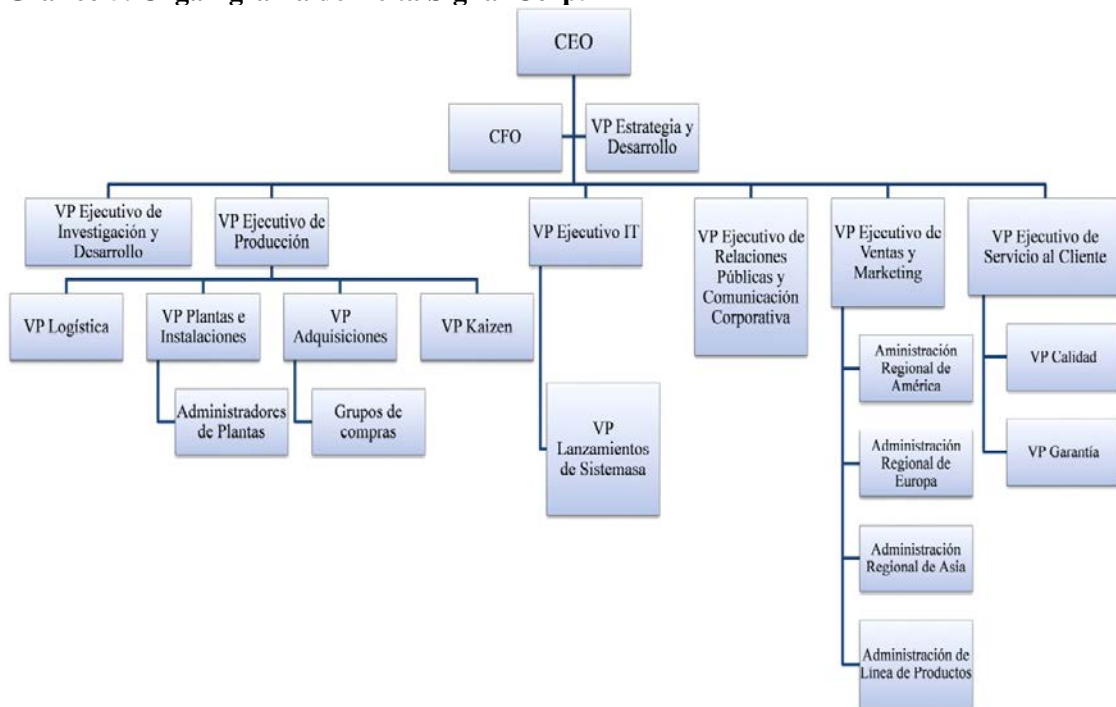 CEO
CFO
VP Estrategia y
Desarrollo
VP Ejecutivo de
Investigación y
Desarrollo
VP Ejecutivo de
Producción
VP Ejecutivo IT
VP Ejecutivo de
Relaciones
Públicas y
Comunicación
Corporativa
VP Ejecutivo de
Ventas y
Marketing
VP Ejecutivo de
Servicio al Cliente
VP Logística
VP Plantas e
Instalaciones
VP
Adquisiciones
VP Kaizen
Administradores
de Plantas
Grupos de
compras
VP
Lanzamientos
de Sistemasa
Aministración
Regional de
América
Administración
Regional de
Europa
Administración
Regional de Asia
Administración de
Línea de Productos
VP Calidad
VP Garantía